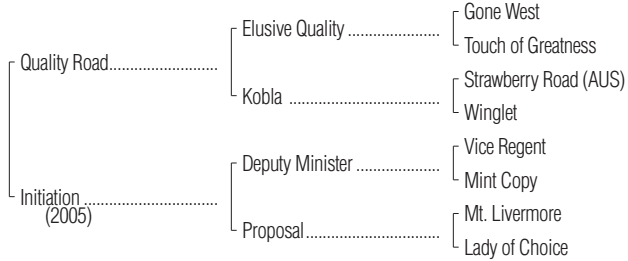 Gone West
Elusive Quality
Touch of Greatness
Quality Road
Strawberry Road (AUS)
Kobla
Winglet
Vice Regent
Deputy Minister
Mint Copy
Initiation
(2005)
Mt. Livermore
Proposal
Lady of Choice